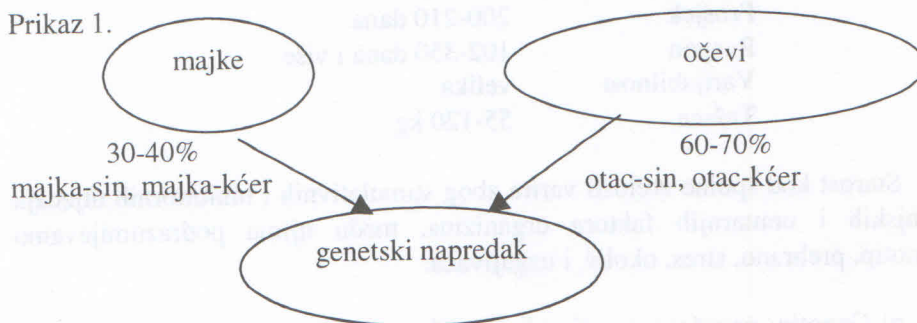 Prikaz 1.
majke
očevi
30-40%
60-70%
majka-sin, majka-kćer
otac-sin, otac-kćer
genetski napredak